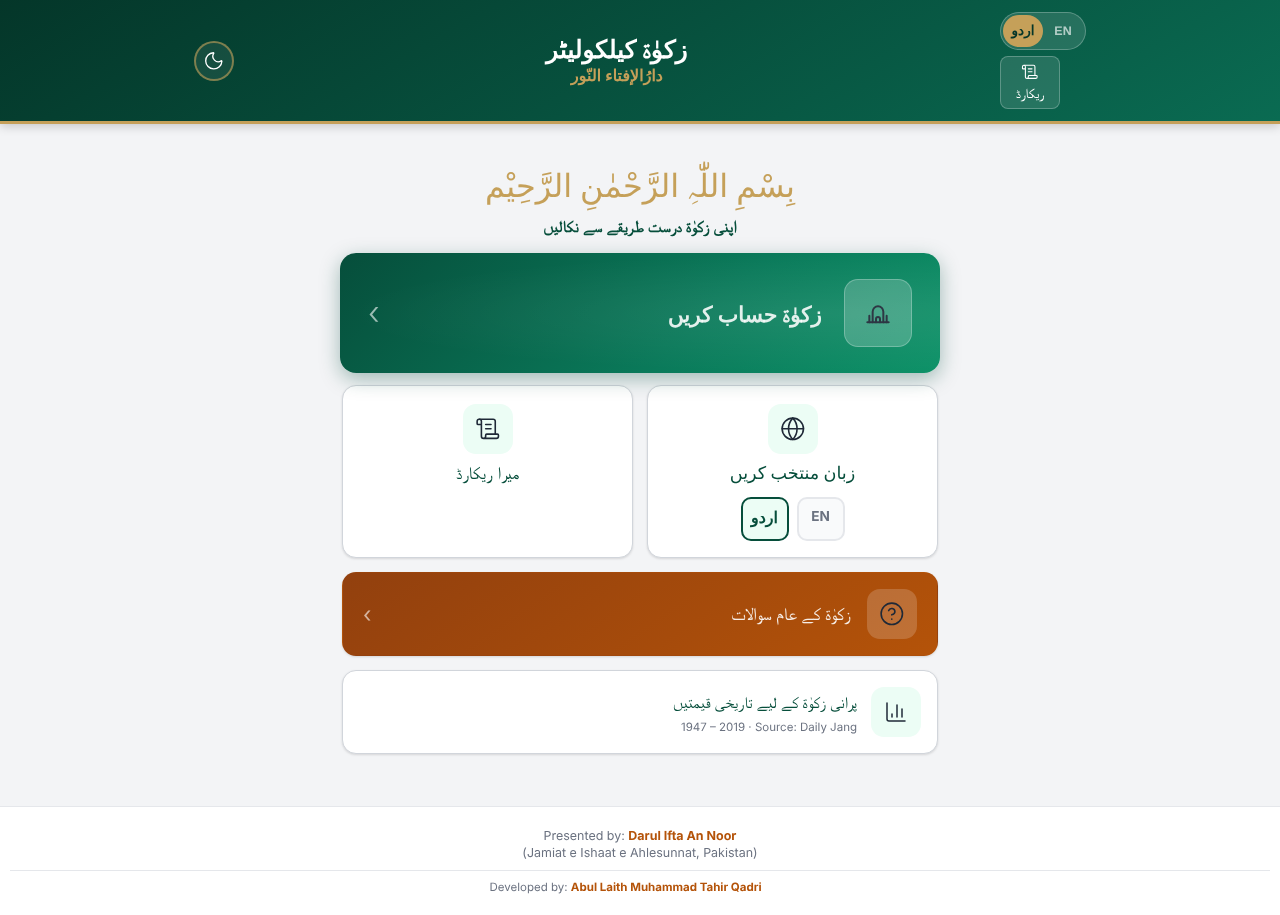 اردو EN
زکوٰۃ کیلکولیٹر
دارُالإفتاء النّور
ریکارڈ
بِسْمِ اللّٰہِ الرَّحْمٰنِ الرَّحِیْم
اپنی زکوٰۃ درست طریقے سے نکالیں
زکوٰۃ حساب کریں
زبان منتخب کریں
EN اردو
میرا ریکارڈ
زکوٰۃ کے عام سوالات
پرانی زکوٰۃ کے لیے تاریخی قیمتیں
1947 – 2019 · Source: Daily Jang
Presented by: Darul Ifta An Noor
(Jamiat e Ishaat e Ahlesunnat, Pakistan)
Developed by: Abul Laith Muhammad Tahir Qadri